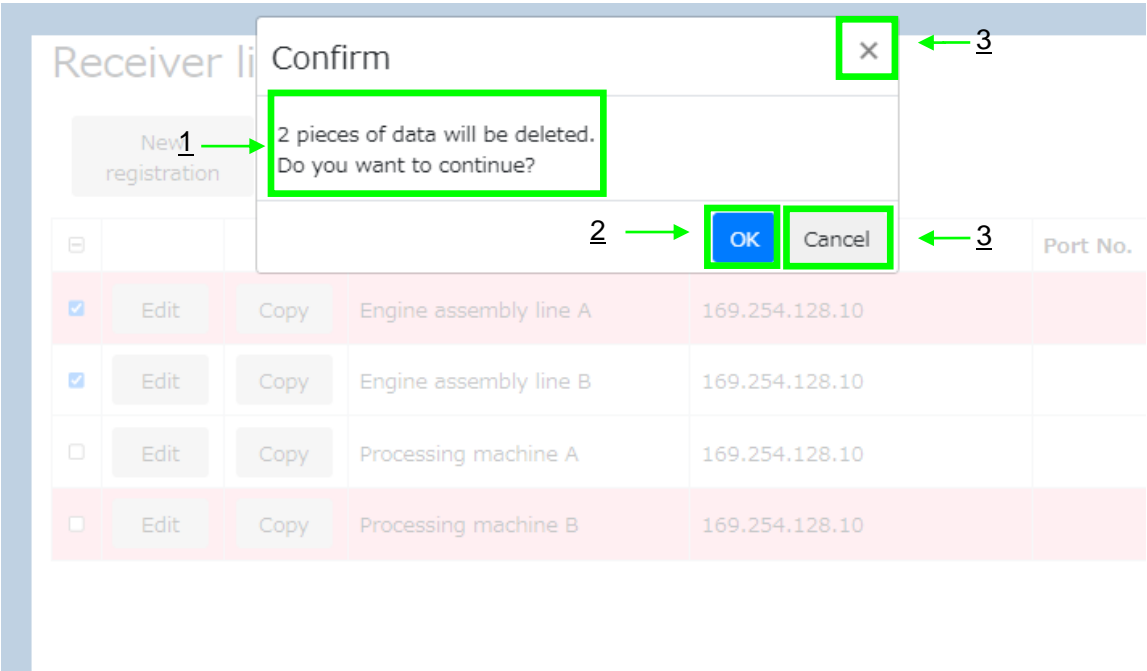 Receiver li
Confirm
×
3
1
New
registration
2 pieces of data will be deleted.
Do you want to continue?
2
OK
Cancel
3
Port No.
Edit Copy Engine assembly line A 169.254.128.10
Edit Copy Engine assembly line B 169.254.128.10
Edit Copy Processing machine A 169.254.128.10
Edit Copy Processing machine B 169.254.128.10